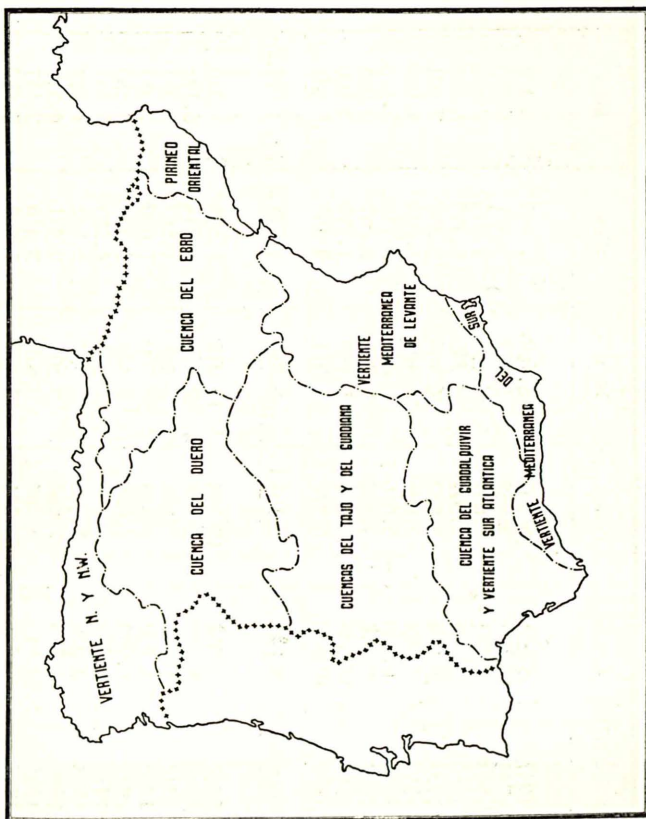 VERTIENTE N. Y N.W.
CUENCA DEL DUERO
CUENCA DEL EBRO
PIRINEO
ORIENTAL
CUENCAS DEL TAJO Y DEL GUADIANA
VERTIENTE
MEDITERRANEA
DE LEVANTE
CUENCA DEL GUADALQUIVIR
Y VERTIENTE SUR ATLANTICA
VERTIENTE MEDITERRANEA DEL SUR